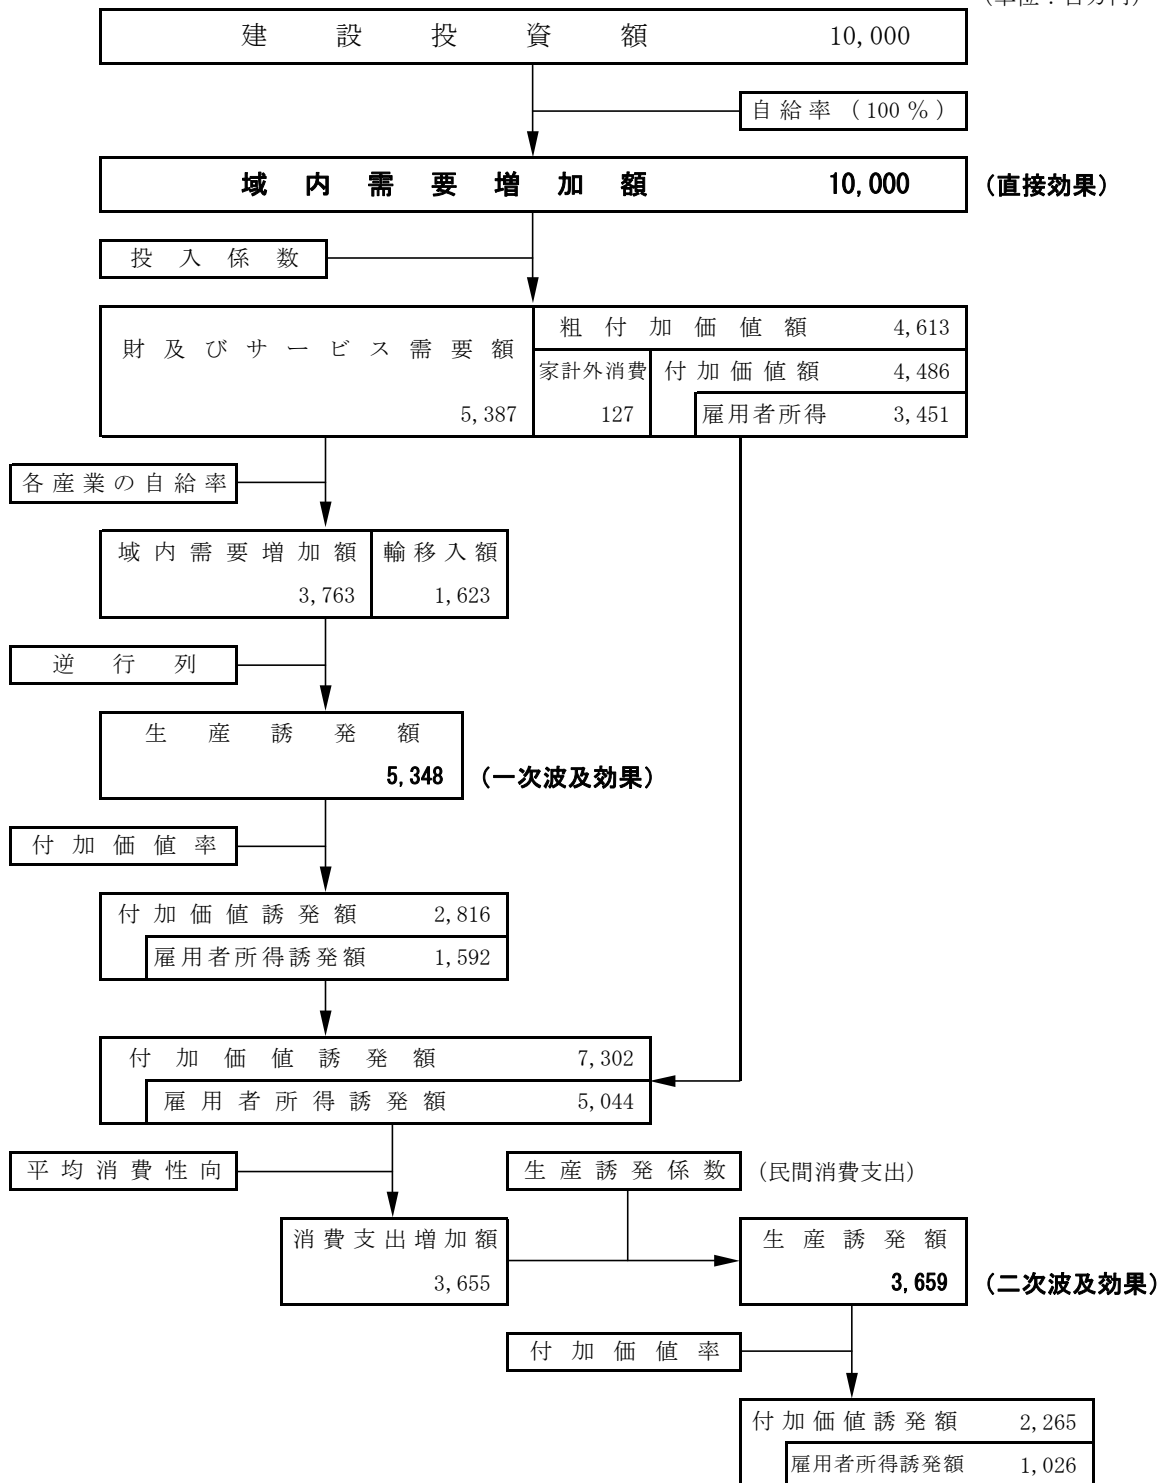 建設投資額 10,000
自給率(100%)
域内需要増加額 10,000 (直接効果)
投入係数
粗付加価値額 4,613
財及びサービス需要額
家計外消費 付加価値額 4,486
5,387 127 雇用者所得 3,451
各産業の自給率
域内需要増加額 輸移入額
3,763 1,623
逆行列
生産誘発額
5,348 (一次波及効果)
付加価値率
付加価値誘発額 2,816
雇用者所得誘発額 1,592
付加価値誘発額 7,302
雇用者所得誘発額 5,044
平均消費性向 生産誘発係数 (民間消費支出)
消費支出増加額 生産誘発額
3,655 3,659 (二次波及効果)
付加価値率
付加価値誘発額 2,265
雇用者所得誘発額 1,026